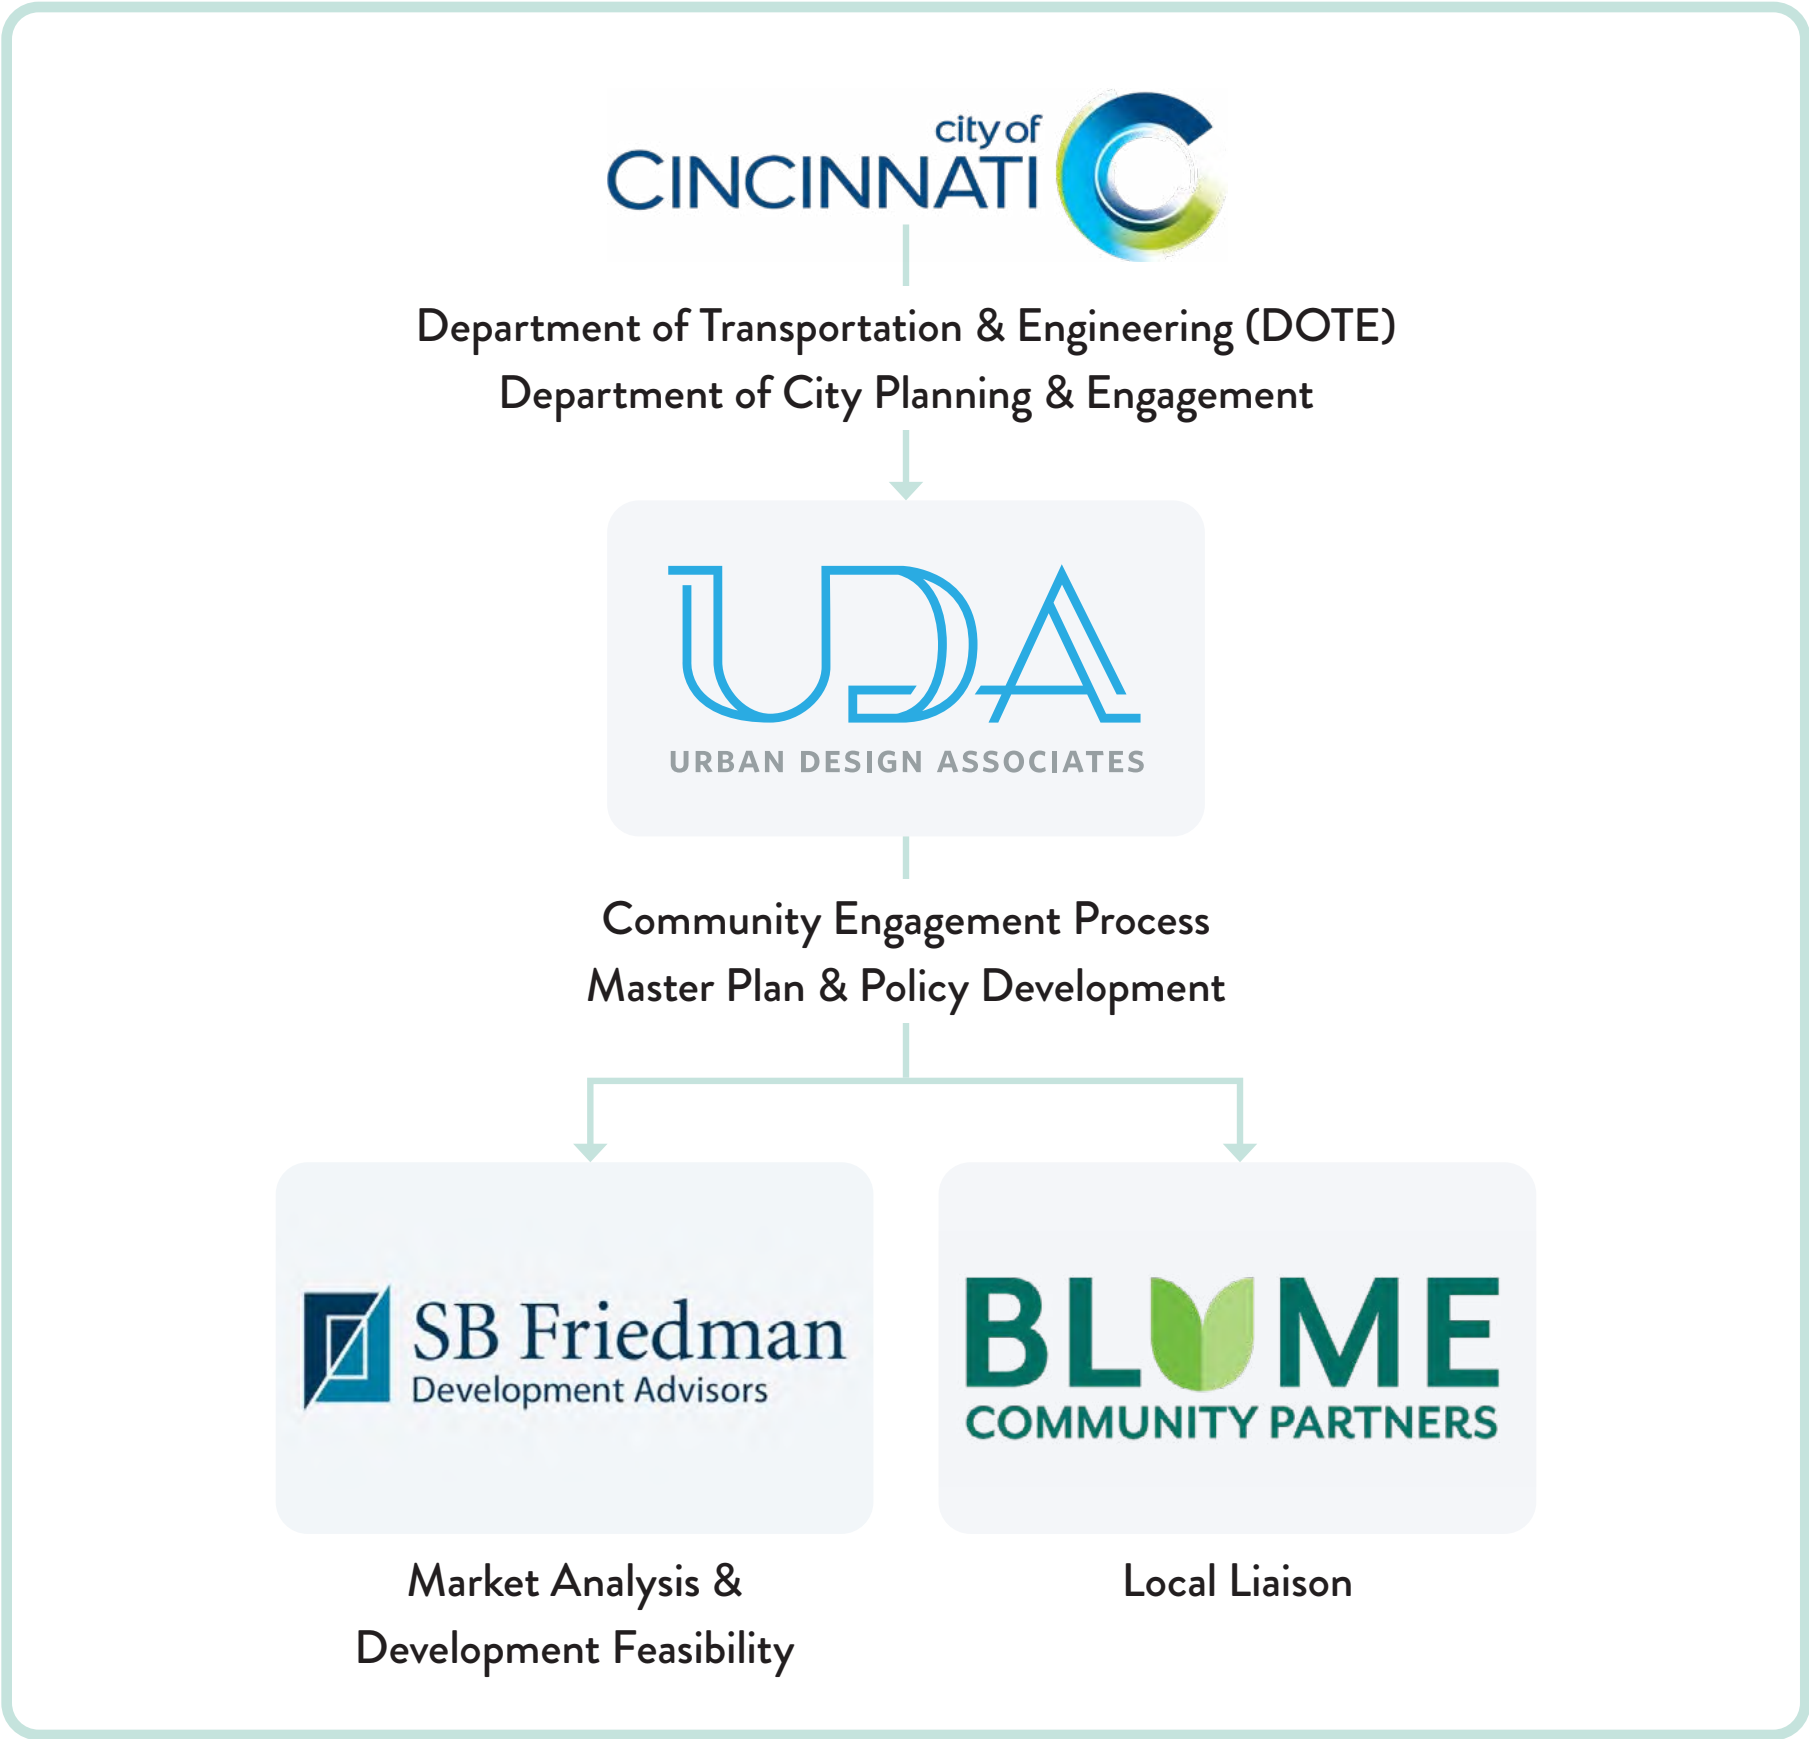 city of
CINCINNATI
Department of Transportation & Engineering (DOTE)
Department of City Planning & Engagement
UDA
URBAN DESIGN ASSOCIATES
Community Engagement Process
Master Plan & Policy Development
SB Friedman
Development Advisors
BLUME
COMMUNITY PARTNERS
Market Analysis &
Development Feasibility
Local Liaison